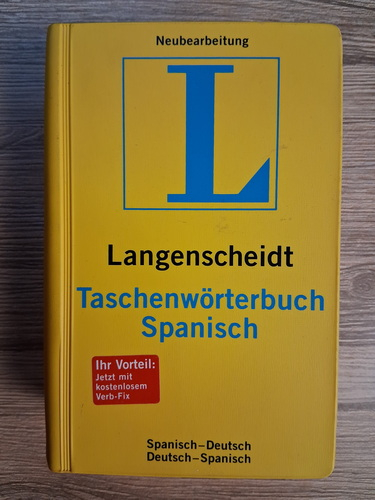 Neubearbeitung
L
Langenscheidt
Taschenwörterbuch
Spanisch
Ihr Vorteil:
Jetzt mit
kostenlosem
Verb-Fix
Spanisch–Deutsch
Deutsch–Spanisch